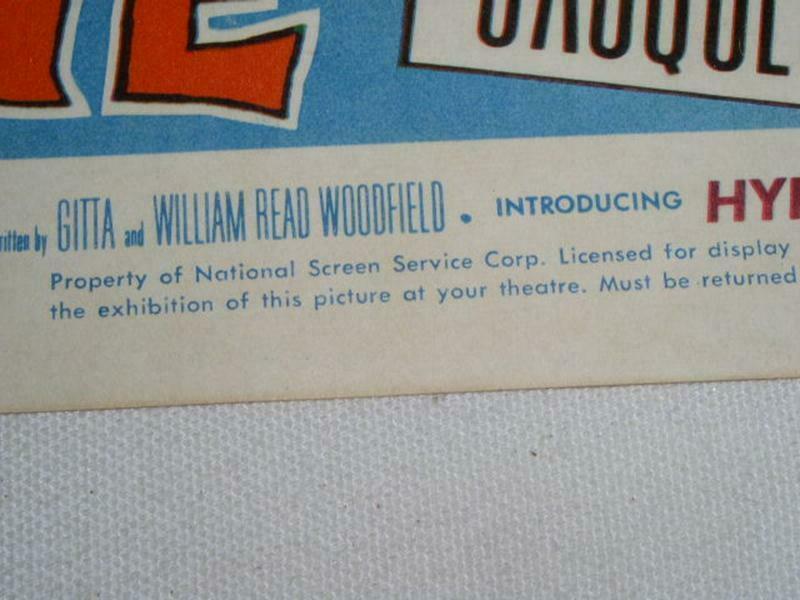 ritten by GITTA and WILLIAM READ WOODFIELD • INTRODUCING
Property of National Screen Service Corp. Licensed for display
the exhibition of this picture at your theatre. Must be returned